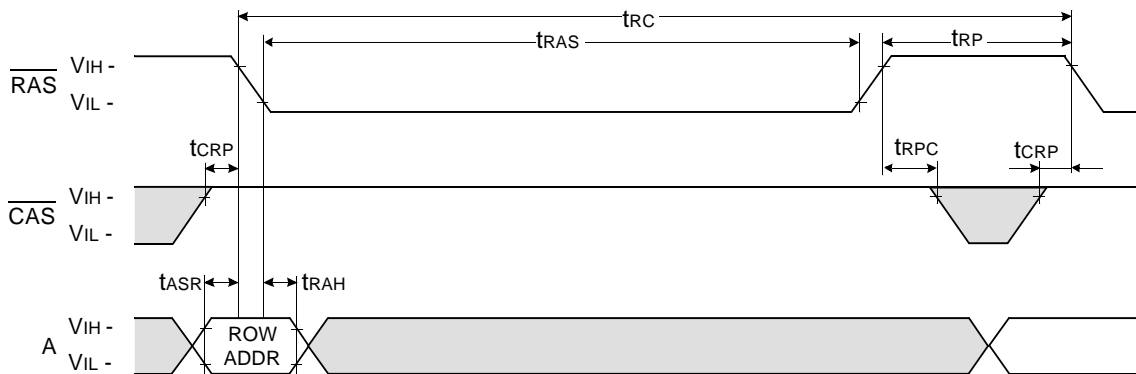 tRC
tRAS
tRP
RAS
VIH -
VIL -
tCRP
tRPC
tCRP
CAS
VIH -
VIL -
tASR
tRAH
A
VIH -
VIL -
ROW
ADDR